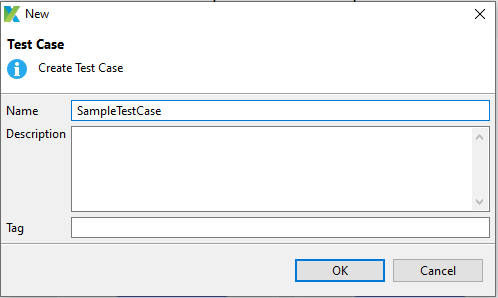 New
Test Case
Create Test Case
Name SampleTestCase
Description
Tag
OK Cancel